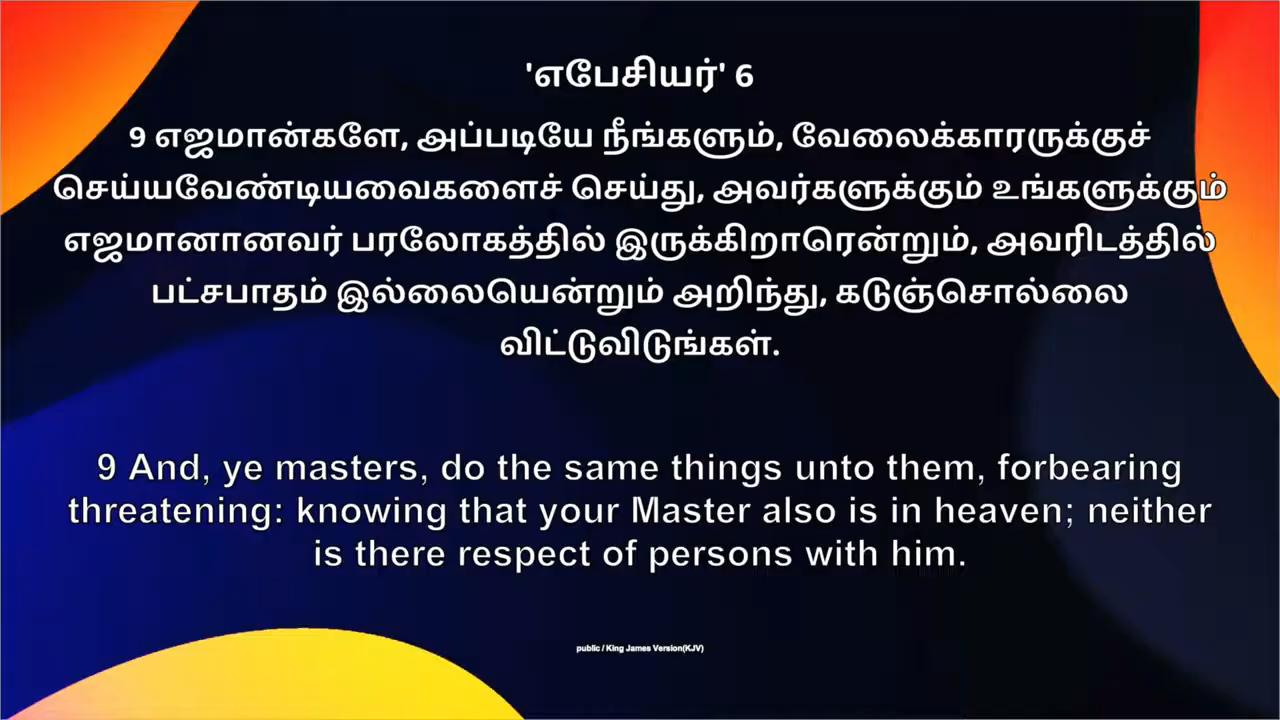 'எபேசியர்' 6
9 எஜமான்களே, அப்படியே நீங்களும், வேலைக்காரருக்குச்
செய்யவேண்டியவைகளைச் செய்து, அவர்களுக்கும் உங்களுக்கும்
எஜமானானவர் பரலோகத்தில் இருக்கிறாரென்றும், அவரிடத்தில்
பட்சபாதம் இல்லையென்றும் அறிந்து, கடுஞ்சொல்லை
விட்டுவிடுங்கள்.
9 And, ye masters, do the same things unto them, forbearing
threatening: knowing that your Master also is in heaven; neither
is there respect of persons with him.
public / King James Version(KJV)